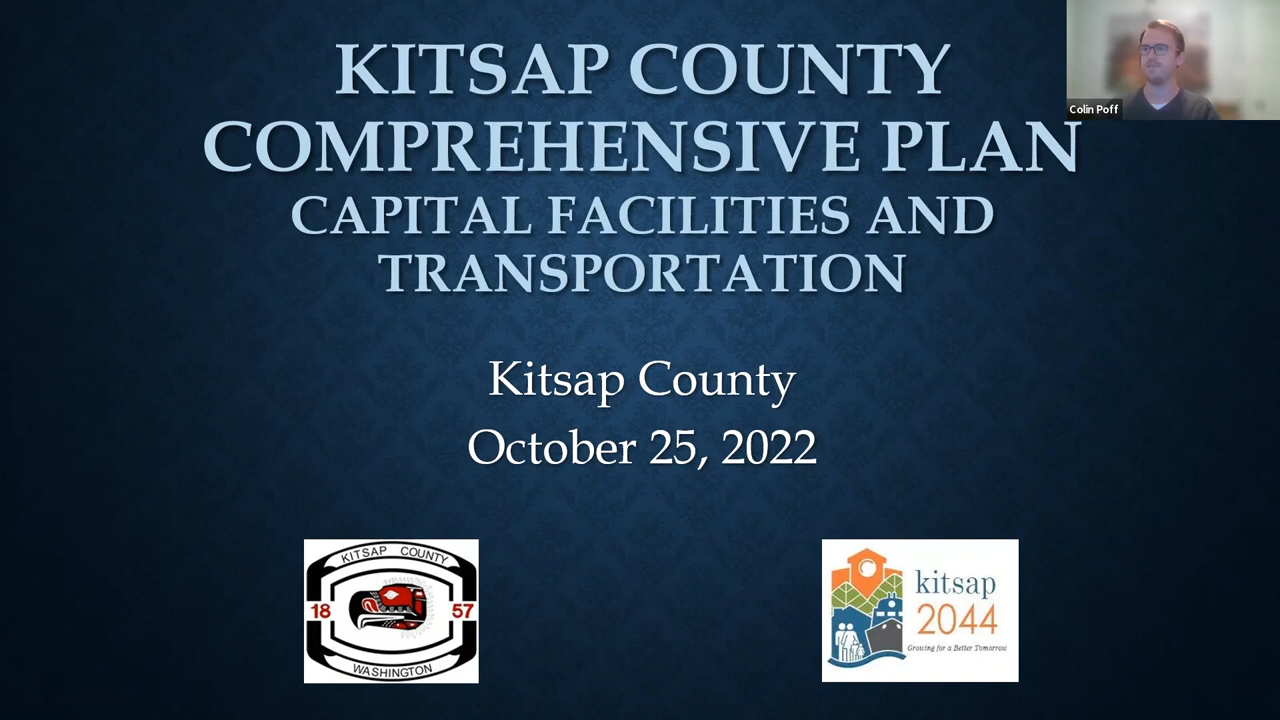 KITSAP COUNTY
COMPREHENSIVE PLAN
CAPITAL FACILITIES AND
TRANSPORTATION
Colin Poff
Kitsap County
October 25, 2022
KITSAP COUNTY
18 57
WASHINGTON
kitsap
2044
Growing for a Better Tomorrow